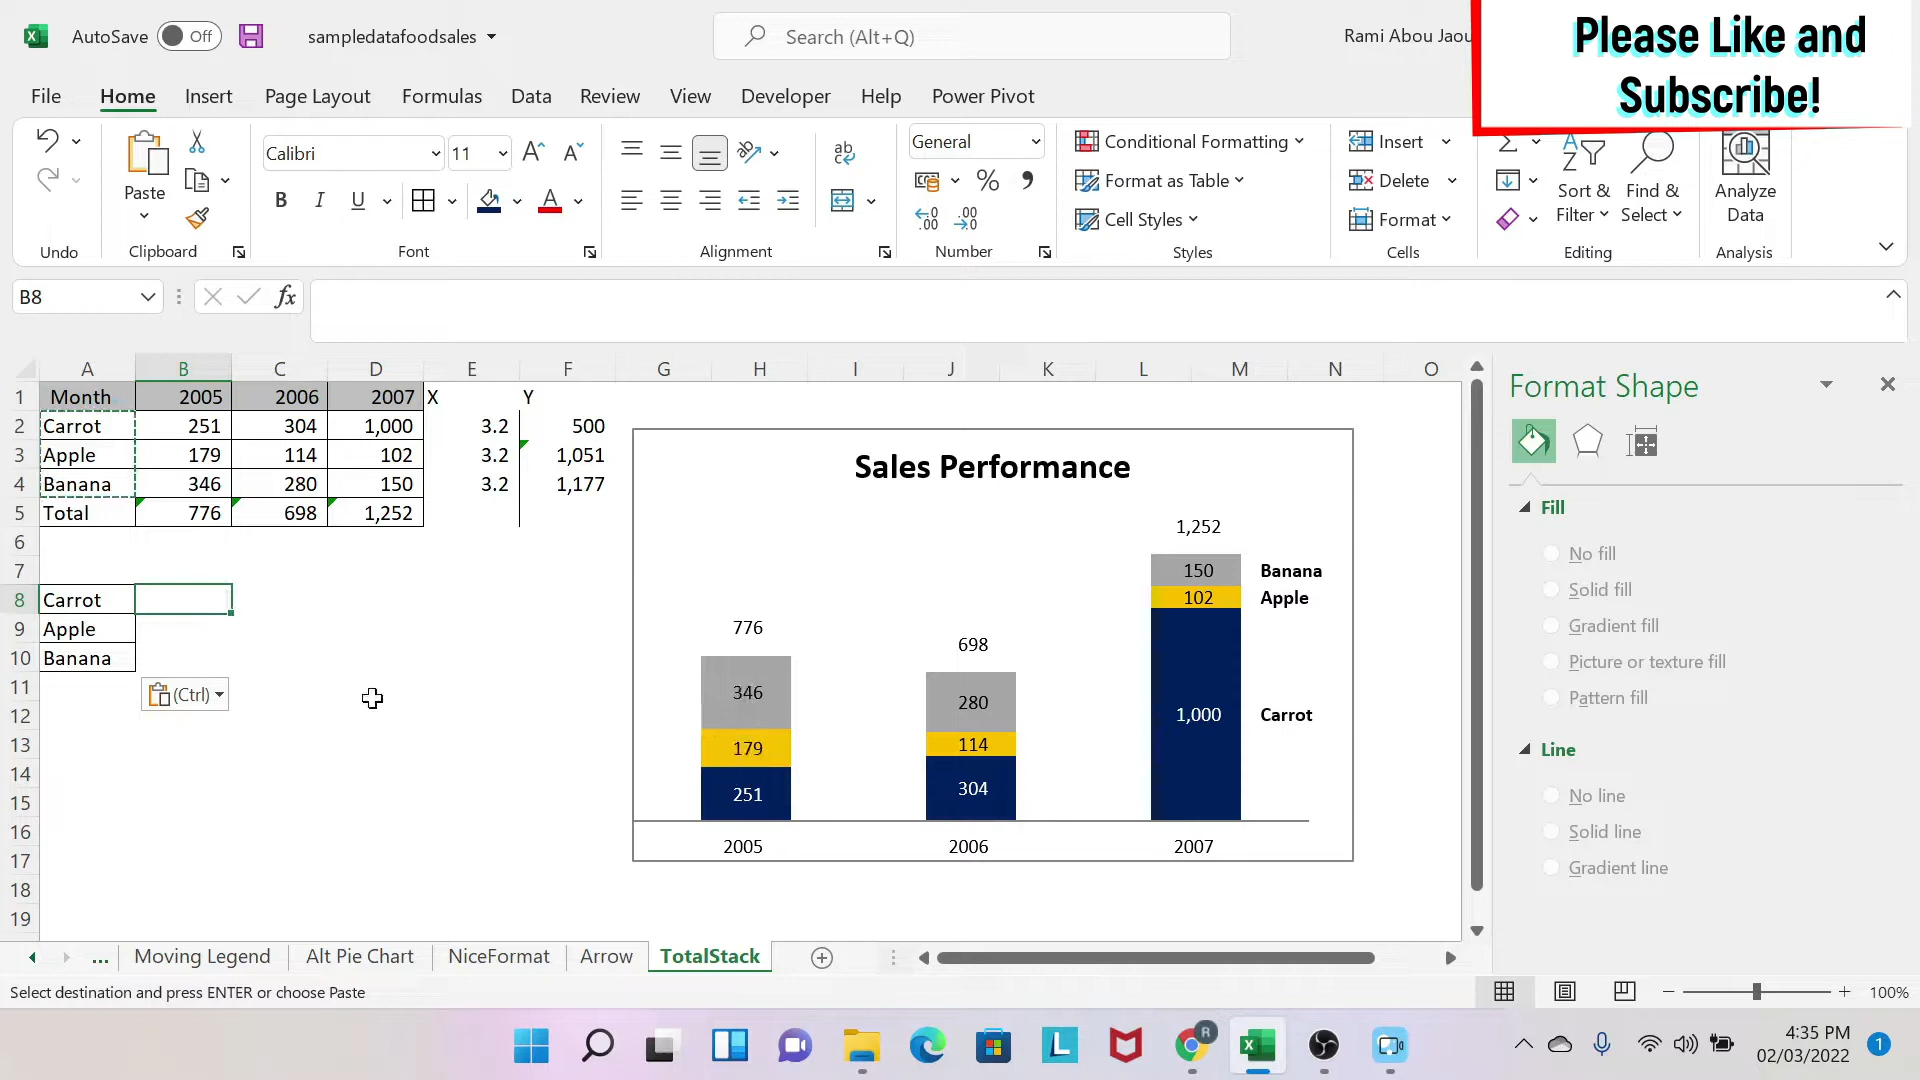 AutoSave Off sampledatafoodsales Search (Alt+Q) Rami Abou Jaou
Please Like and
Subscribe!
File Home Insert Page Layout Formulas Data Review View Developer Help Power Pivot
Paste
Undo
Clipboard
Calibri 11
B I U
Font
ab
Alignment
General
Number
Conditional Formatting
Format as Table
Cell Styles
Styles
Insert
Delete
Format
Cells
Sort &
Filter
Find &
Select
Editing
Analyze
Data
Analysis
B8 fx
A B C D E F G H I J K L M N O
1 Month 2005 2006 2007 X Y
2 Carrot 251 304 1,000 3.2 500
3 Apple 179 114 102 3.2 1,051
4 Banana 346 280 150 3.2 1,177
5 Total 776 698 1,252
6
7
8 Carrot
9 Apple
10 Banana
11
12
13
14
15
16
17
18
19
(Ctrl)
Sales Performance
1,252
150 Banana
102 Apple
776
698
346
280
1,000 Carrot
179
114
251
304
2005 2006 2007
Format Shape
Fill
No fill
Solid fill
Gradient fill
Picture or texture fill
Pattern fill
Line
No line
Solid line
Gradient line
... Moving Legend Alt Pie Chart NiceFormat Arrow TotalStack
Select destination and press ENTER or choose Paste
100%
4:35 PM
02/03/2022
1